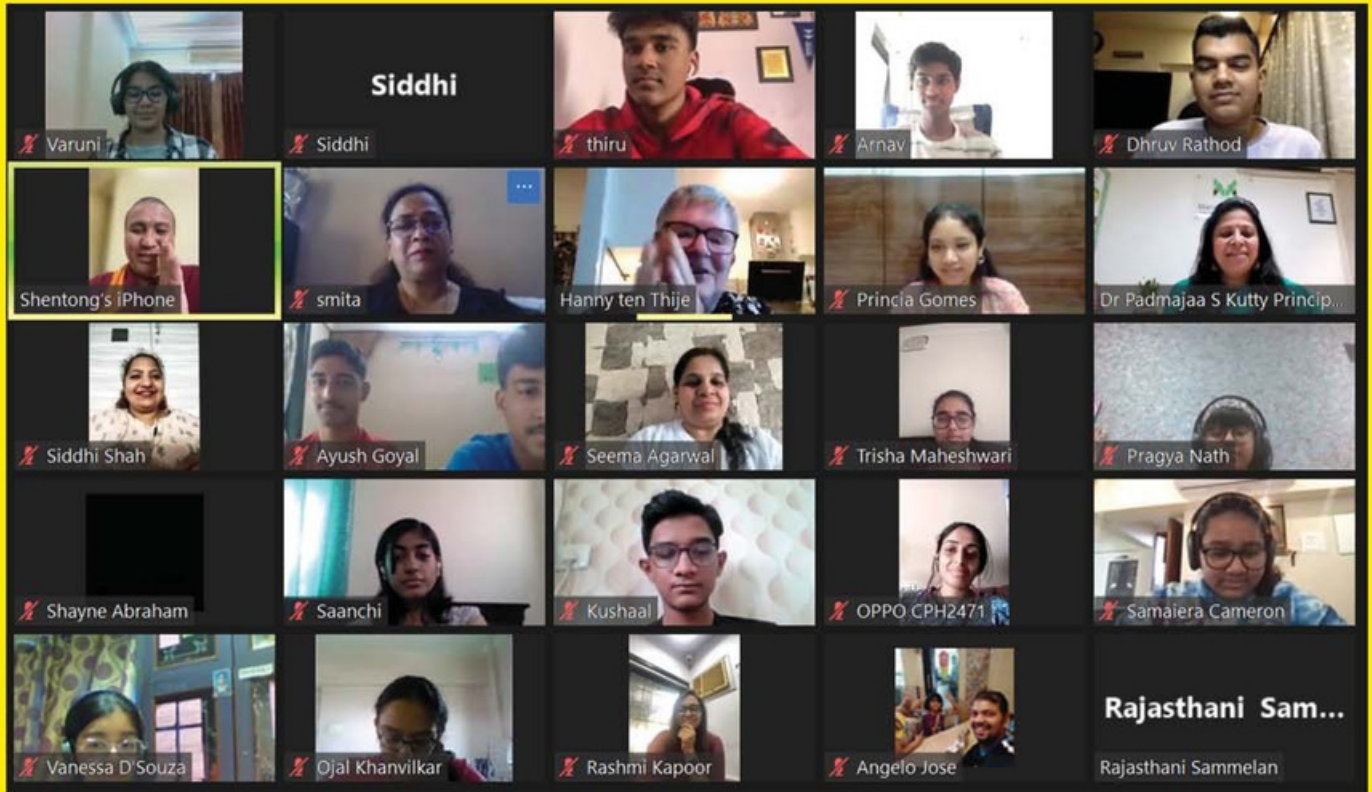 Varuni
Siddhi
Siddhi
thiru
Arnav
Dhruv Rathod
Shentong's iPhone
smita
Hanny ten Thije
Princia Gomes
Dr Padmajaa S Kutty Princip...
Siddhi Shah
Ayush Goyal
Seema Agarwal
Trisha Maheshwari
Pragya Nath
Shayne Abraham
Saanchi
Kushaal
OPPO CPH2471
Samaiera Cameron
Vanessa D'Souza
Ojal Khanvilkar
Rashmi Kapoor
Angelo Jose
Rajasthani Sam...
Rajasthani Sammelan